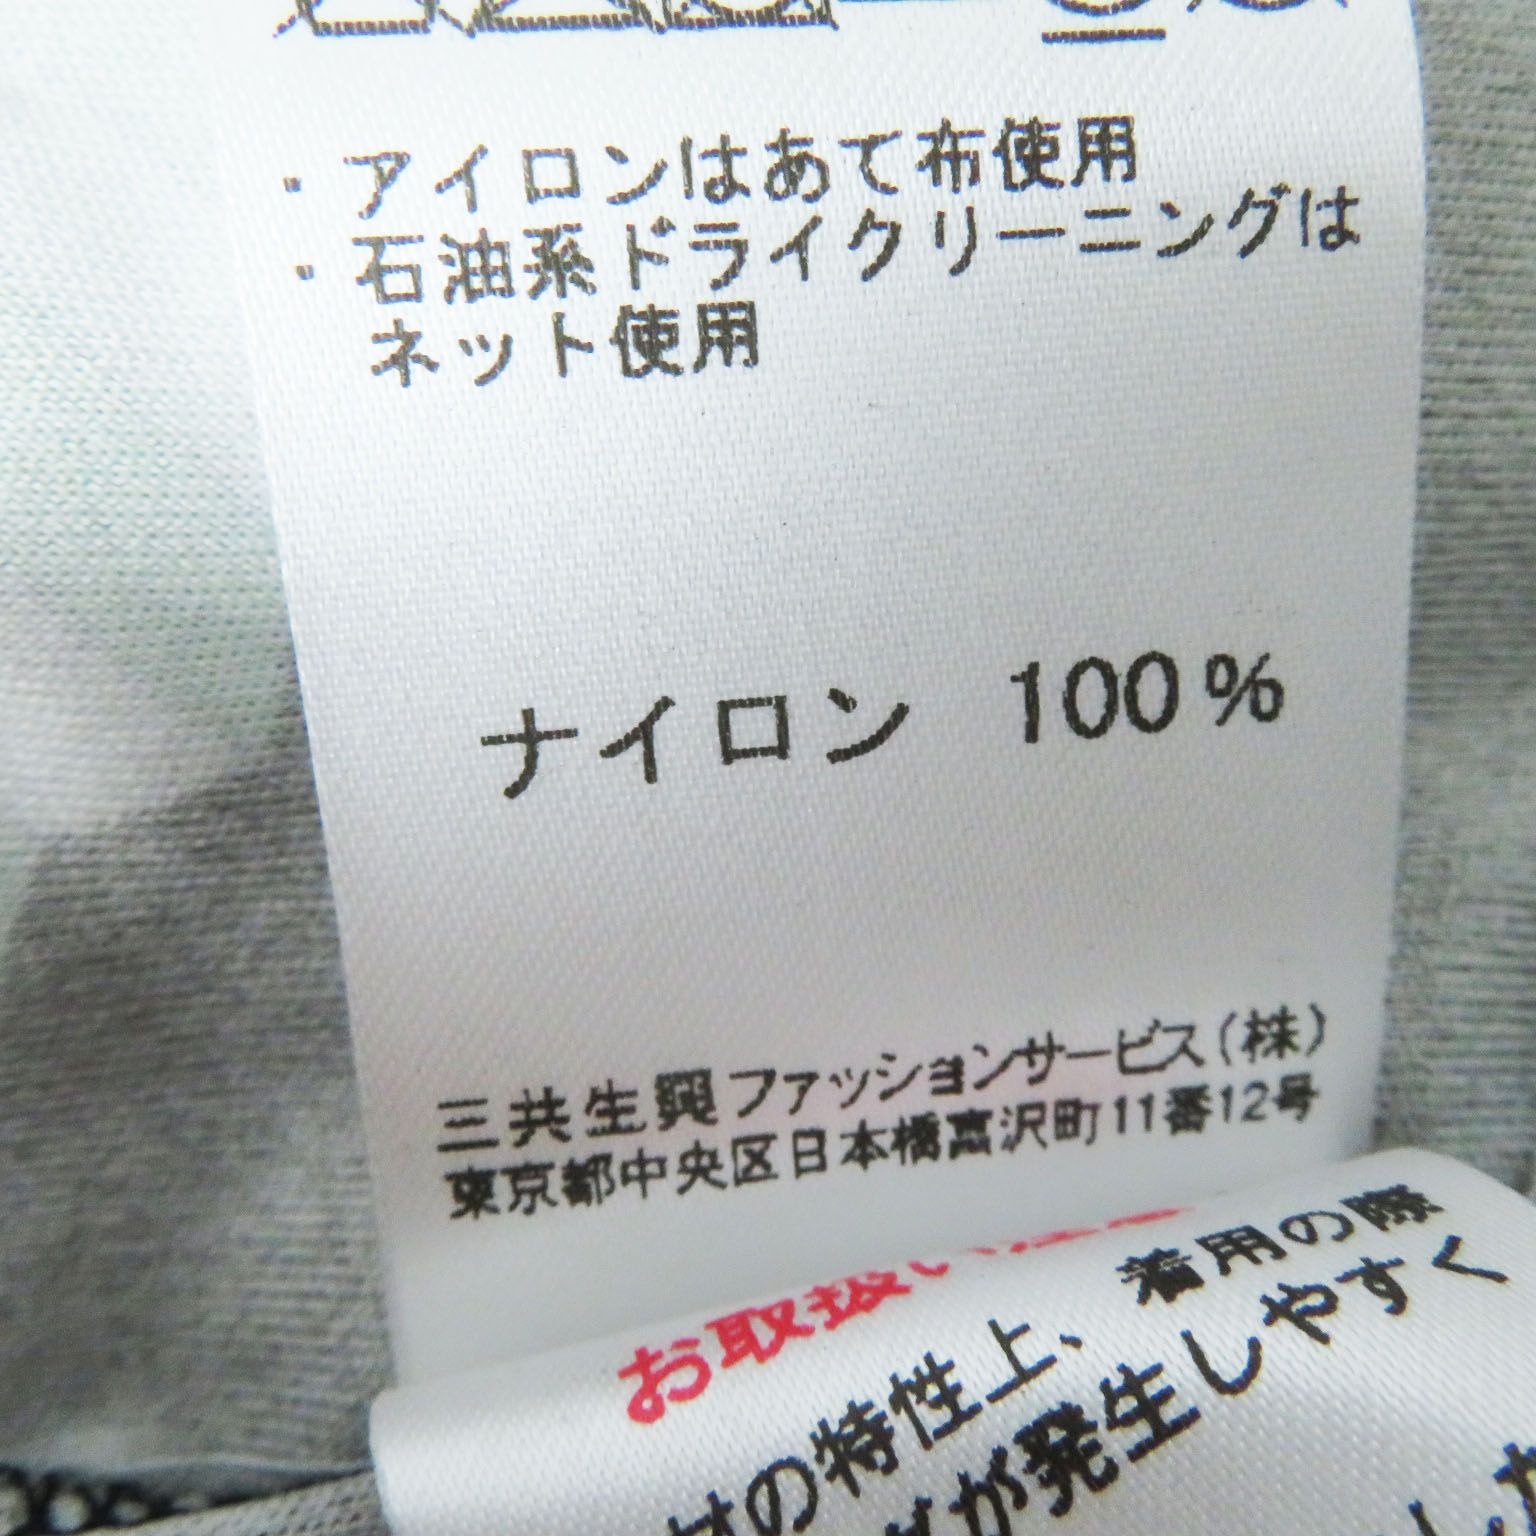 ・アイロンはあて布使用
・石油系ドライクリーニングは
ネット使用
ナイロン 100%
三共生興ファッションサービス(株)
東京都中央区日本橋富沢町11番12号
お取扱い
の特性上、着用の際
が発生しやすく